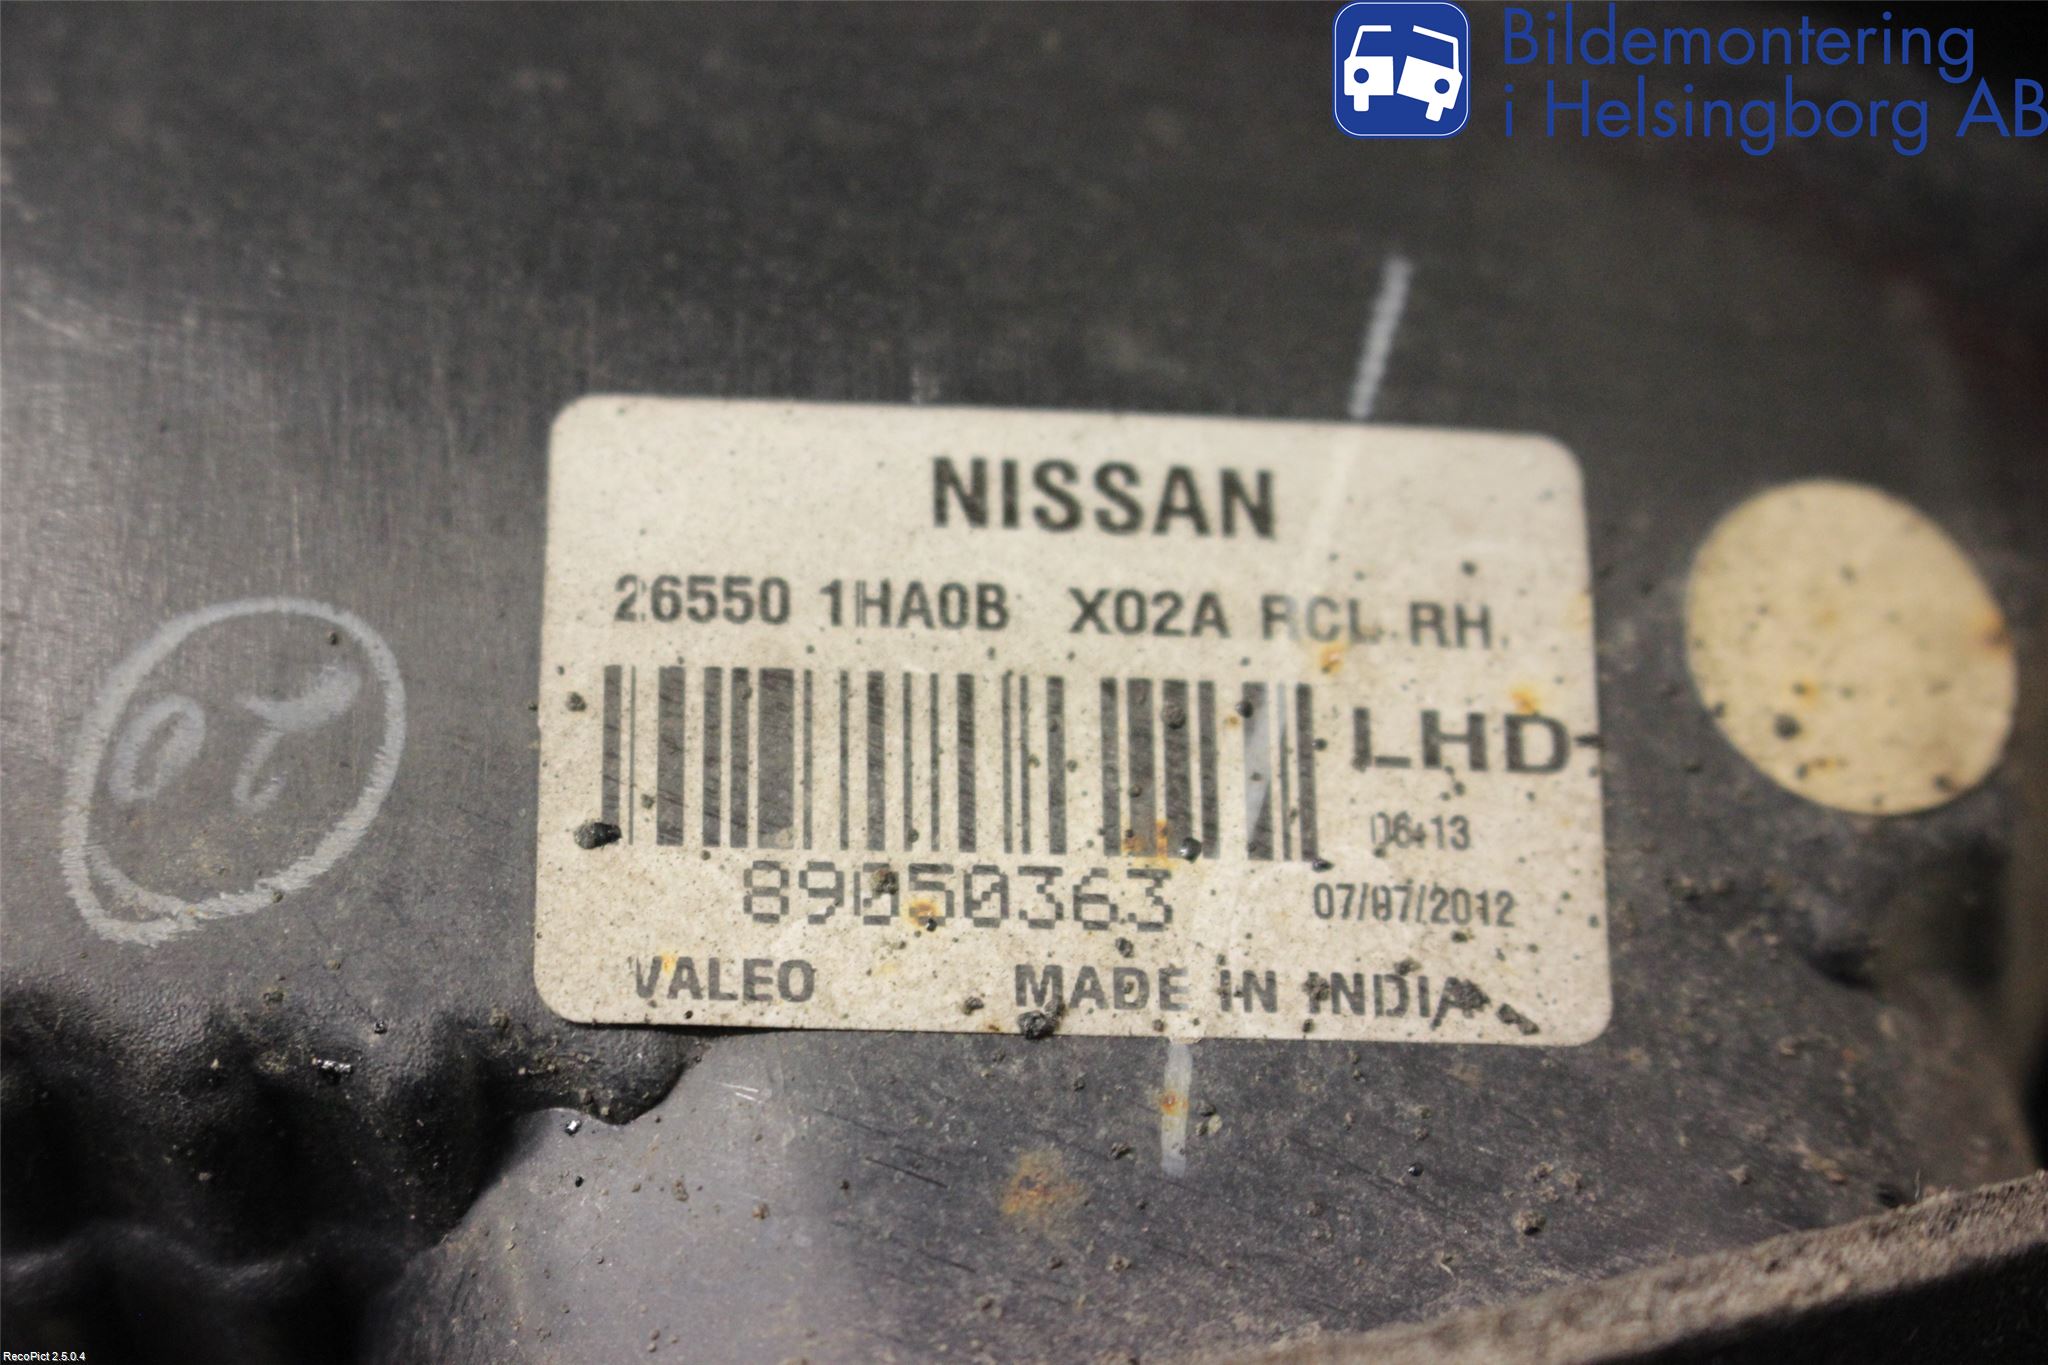 Bildemontering
i Helsingborg AB
NISSAN
26550 1HA0B X02A RCL RH
LHD
06:13
89050363
07/07/2012
VALEO MADE IN INDIA
RecoPict 2.5.0.4